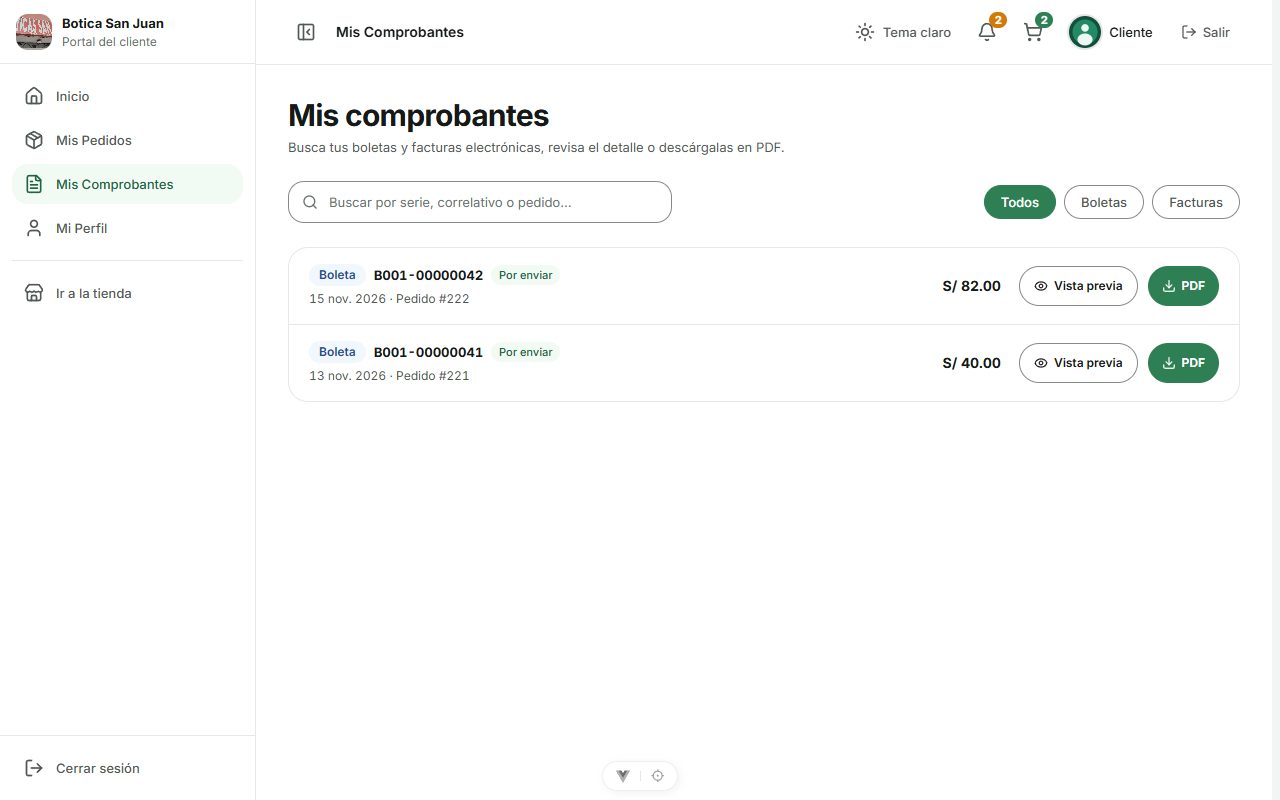 Botica San Juan
Portal del cliente
Inicio
Mis Pedidos
Mis Comprobantes
Mi Perfil
Ir a la tienda
Cerrar sesión
Mis Comprobantes
Tema claro
2
2
Cliente
Salir
Mis comprobantes
Busca tus boletas y facturas electrónicas, revisa el detalle o descárgalas en PDF.
Buscar por serie, correlativo o pedido...
Todos
Boletas
Facturas
Boleta B001-00000042 Por enviar
15 nov. 2026 · Pedido #222
S/ 82.00
Vista previa
PDF
Boleta B001-00000041 Por enviar
13 nov. 2026 · Pedido #221
S/ 40.00
Vista previa
PDF